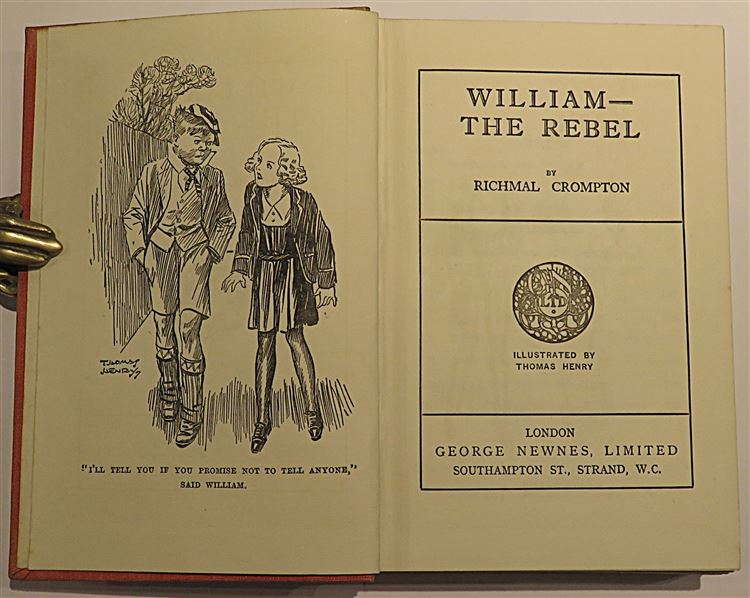 THOMAS
HENRY
"I'LL TELL YOU IF YOU PROMISE NOT TO TELL ANYONE,"
SAID WILLIAM.
WILLIAM—
THE REBEL
BY
RICHMAL CROMPTON
LTD
ILLUSTRATED BY
THOMAS HENRY
LONDON
GEORGE NEWNES, LIMITED
SOUTHAMPTON ST., STRAND, W.C.